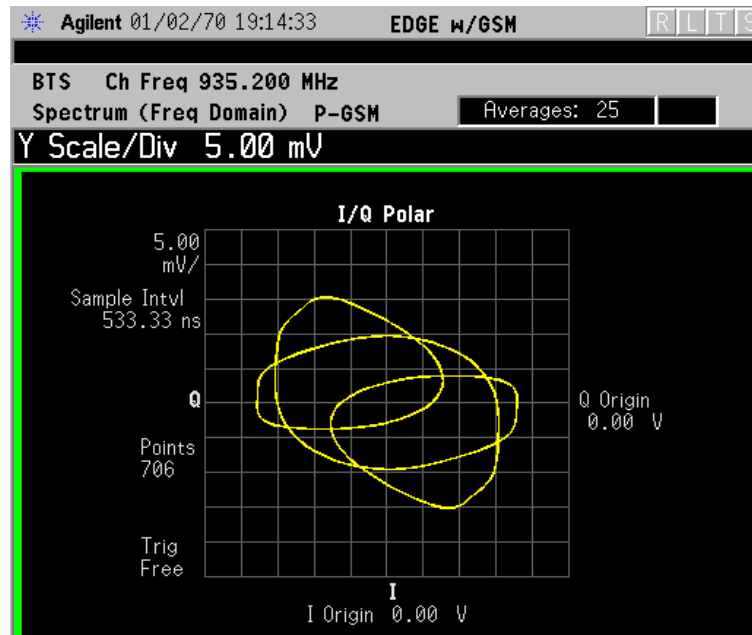 Agilent 01/02/70 19:14:33 EDGE w/GSM R L T S
BTS Ch Freq 935.200 MHz
Spectrum (Freq Domain) P-GSM Averages: 25
Y Scale/Div 5.00 mV
I/Q Polar
5.00
mV/
Sample Intvl
533.33 ns
Q
Q Origin
0.00 V
Points
706
Trig
Free
I
I Origin 0.00 V